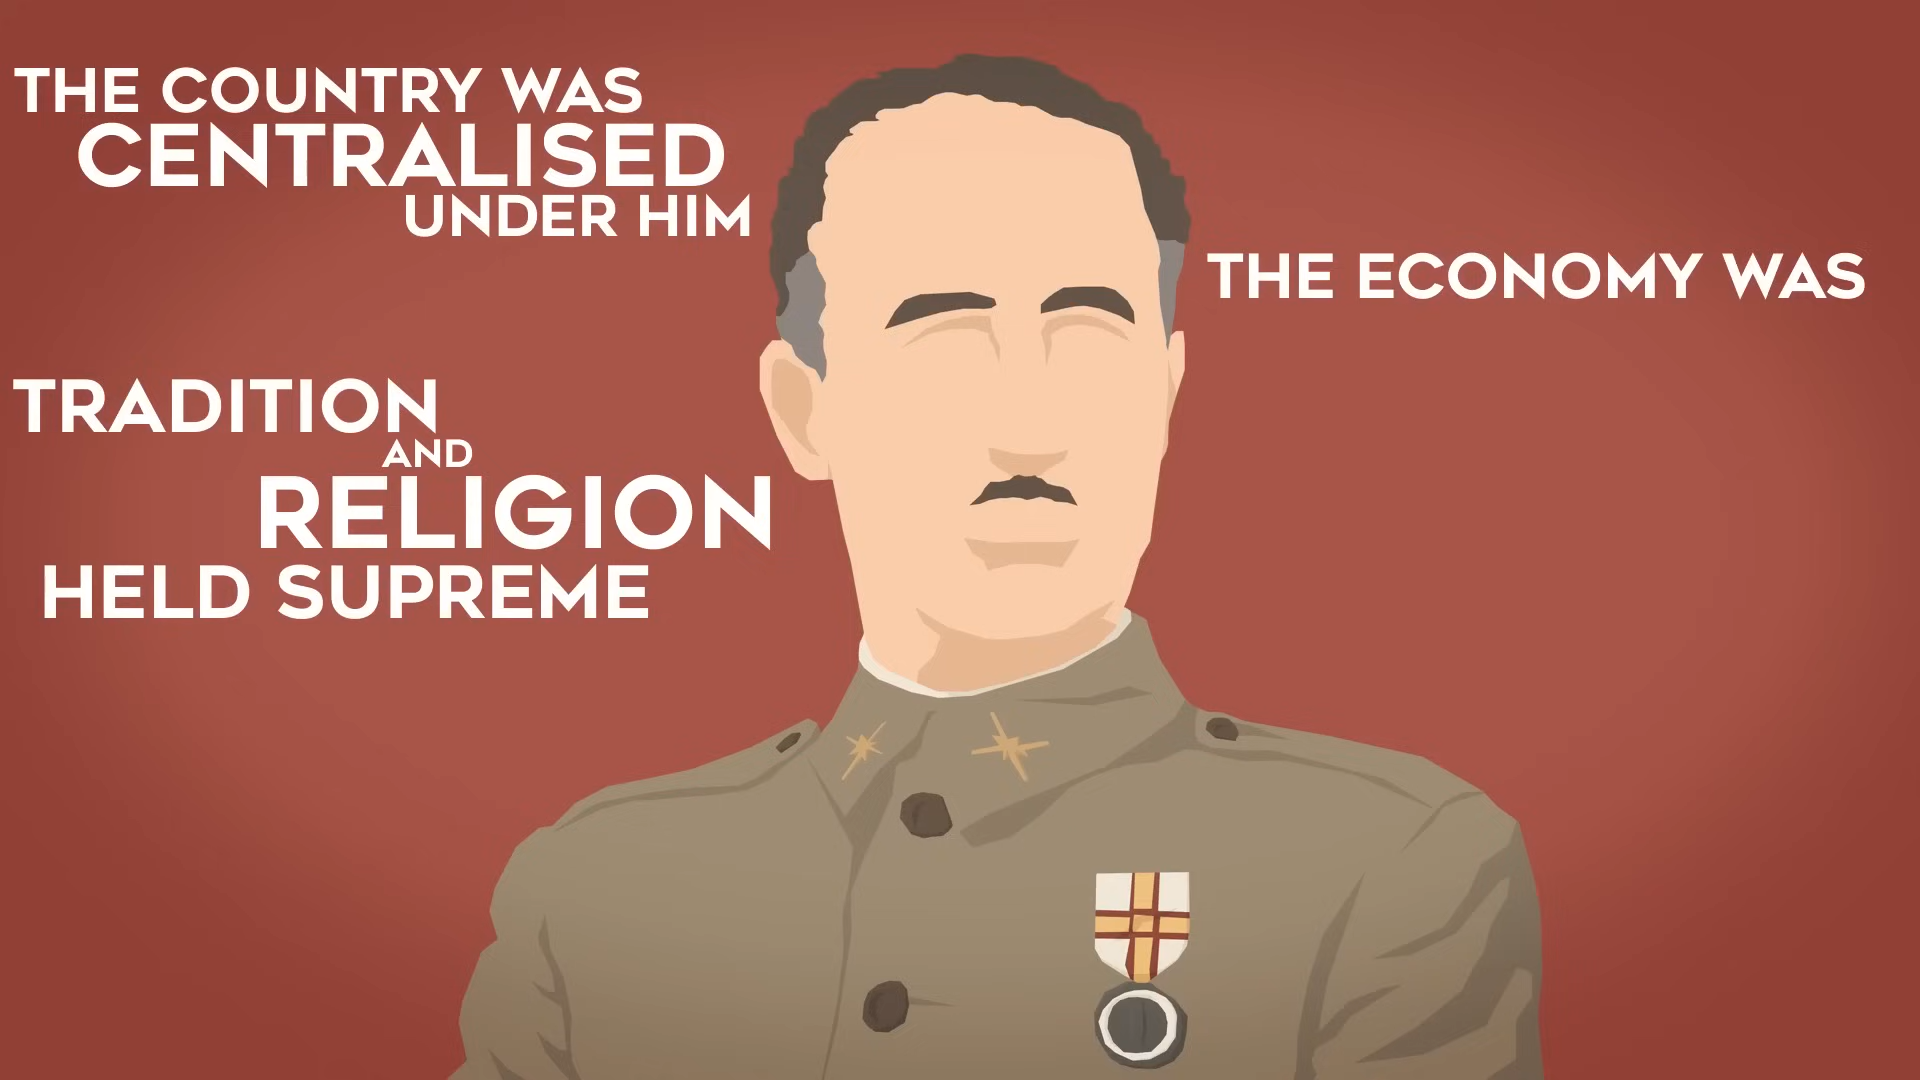 THE COUNTRY WAS
CENTRALISED
UNDER HIM
TRADITION
AND
RELIGION
HELD SUPREME
THE ECONOMY WAS